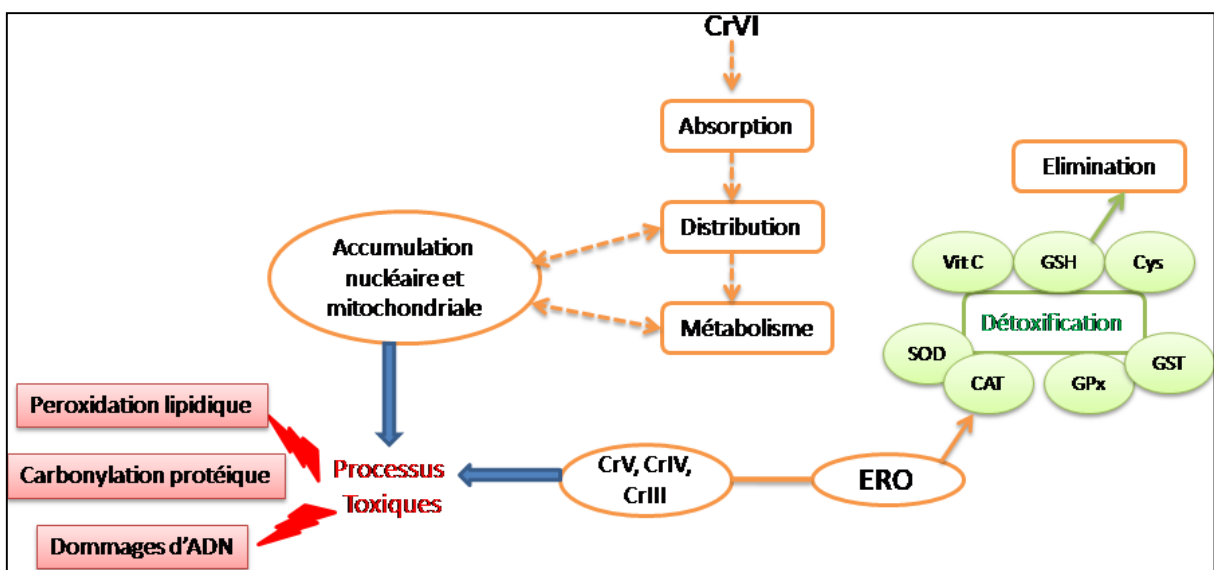 CrVI
Absorption
Elimination
Distribution
Accumulation
nucléaire et
mitochondriale
Vit C
GSH
Cys
Métabolisme
Détoxification
SOD
CAT
GPx
GST
Peroxidation lipidique
Carbonylation protéique
Dommages d'ADN
Processus
Toxiques
CrV, CrIV,
CrIII
ERO